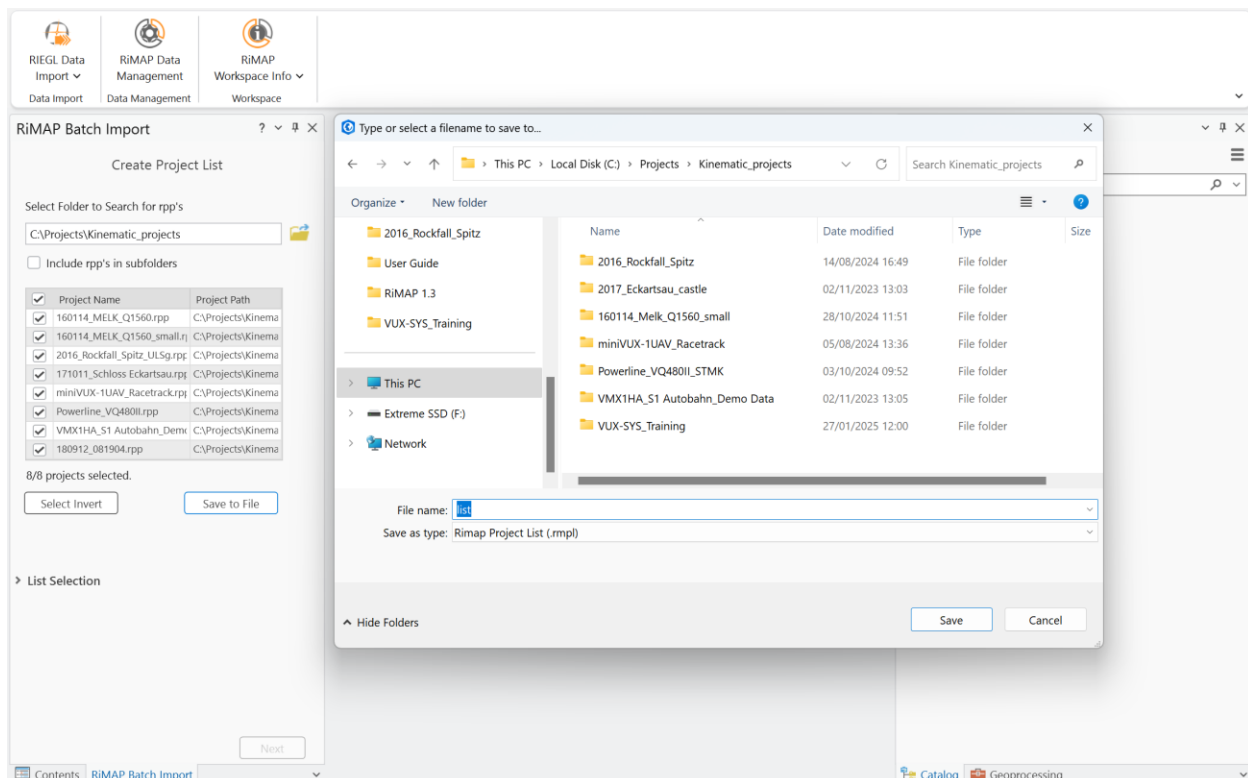 RIEGL Data Import
RiMAP Data Management
RiMAP Workspace Info
Data Import
Data Management
Workspace
RiMAP Batch Import
?
Create Project List
Select Folder to Search for rpp's
C:\Projects\Kinematic_projects
Include rpp's in subfolders
Project Name Project Path
160114_MELK_Q1560.rpp C:\Projects\Kinema
160114_MELK_Q1560_small.r C:\Projects\Kinema
2016_Rockfall_Spitz_ULSg.rpp C:\Projects\Kinema
171011_Schloss Eckartsau.rpp C:\Projects\Kinema
miniVUX-1UAV_Racetrack.rpp C:\Projects\Kinema
Powerline_VQ480II.rpp C:\Projects\Kinema
VMX1HA_S1 Autobahn_Demo C:\Projects\Kinema
180912_081904.rpp C:\Projects\Kinema
8/8 projects selected.
Select Invert
Save to File
List Selection
Next
Contents
RiMAP Batch Import
Type or select a filename to save to...
This PC > Local Disk (C:) > Projects > Kinematic_projects
Search Kinematic_projects
Organize
New folder
?
2016_Rockfall_Spitz
User Guide
RiMAP 1.3
VUX-SYS_Training
This PC
Extreme SSD (F:)
Network
Name Date modified Type Size
2016_Rockfall_Spitz 14/08/2024 16:49 File folder
2017_Eckartsau_castle 02/11/2023 13:03 File folder
160114_Melk_Q1560_small 28/10/2024 11:51 File folder
miniVUX-1UAV_Racetrack 05/08/2024 13:36 File folder
Powerline_VQ480II_STMK 03/10/2024 09:52 File folder
VMX1HA_S1 Autobahn_Demo Data 02/11/2023 13:05 File folder
VUX-SYS_Training 27/01/2025 12:00 File folder
File name: list
Save as type: Rimap Project List (.rmpl)
Hide Folders
Save
Cancel
Catalog
Geoprocessing